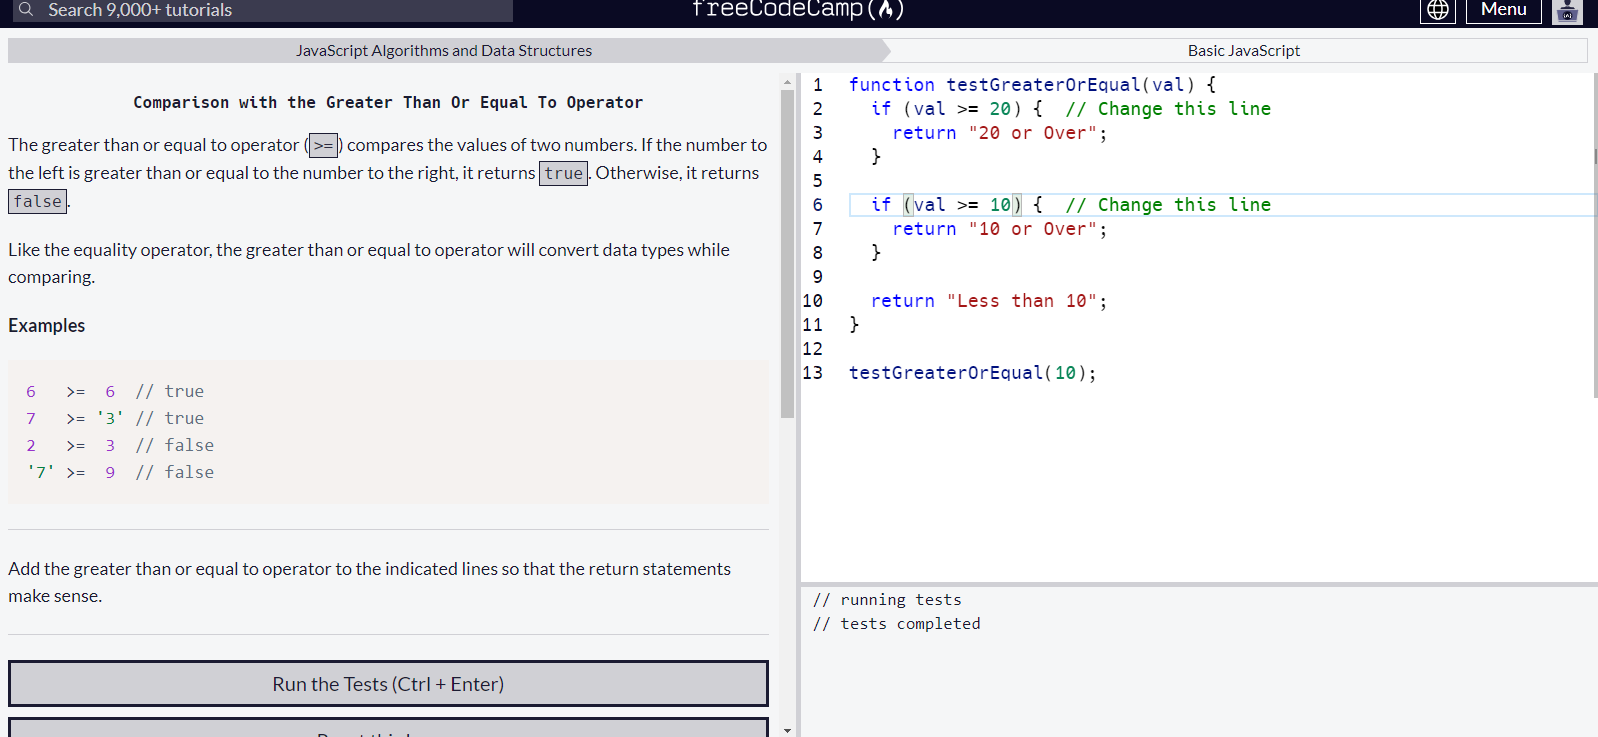 Search 9,000+ tutorials
freeCodeCamp
Menu
JavaScript Algorithms and Data Structures
Basic JavaScript
Comparison with the Greater Than Or Equal To Operator
The greater than or equal to operator ( >= ) compares the values of two numbers. If the number to
the left is greater than or equal to the number to the right, it returns true . Otherwise, it returns
false .
Like the equality operator, the greater than or equal to operator will convert data types while
comparing.
Examples
6   >=  6  // true
7   >= '3' // true
2   >=  3  // false
'7' >=  9  // false
Add the greater than or equal to operator to the indicated lines so that the return statements
make sense.
Run the Tests (Ctrl + Enter)
1 function testGreaterOrEqual(val) {
2   if (val >= 20) {  // Change this line
3     return "20 or Over";
4   }
5
6   if (val >= 10) {  // Change this line
7     return "10 or Over";
8   }
9
10   return "Less than 10";
11 }
12
13 testGreaterOrEqual(10);
// running tests
// tests completed